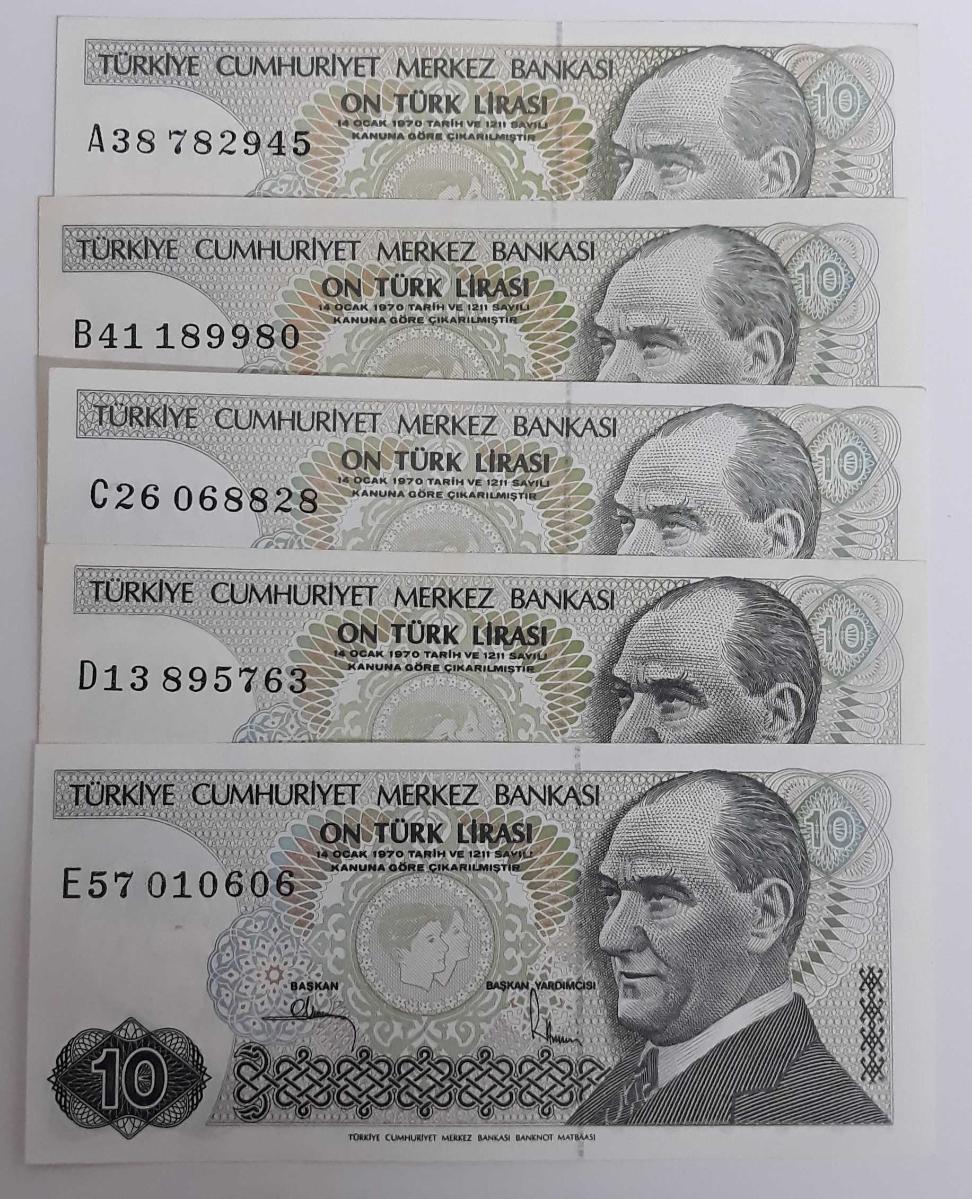 TÜRKİYE CUMHURİYET MERKEZ BANKASI
10
ON TÜRK LİRASI
14 OCAK 1970 TARİH VE 1211 SAYILI
KANUNA GÖRE ÇIKARILMIŞTIR
A38 782945
TÜRKİYE CUMHURİYET MERKEZ BANKASI
10
ON TÜRK LİRASI
14 OCAK 1970 TARİH VE 1211 SAYILI
KANUNA GÖRE ÇIKARILMIŞTIR
B41 189980
TÜRKİYE CUMHURİYET MERKEZ BANKASI
10
ON TÜRK LİRASI
14 OCAK 1970 TARİH VE 1211 SAYILI
KANUNA GÖRE ÇIKARILMIŞTIR
C26 068828
TÜRKİYE CUMHURİYET MERKEZ BANKASI
10
ON TÜRK LİRASI
14 OCAK 1970 TARİH VE 1211 SAYILI
KANUNA GÖRE ÇIKARILMIŞTIR
D13 895763
TÜRKİYE CUMHURİYET MERKEZ BANKASI
10
ON TÜRK LİRASI
14 OCAK 1970 TARİH VE 1211 SAYILI
KANUNA GÖRE ÇIKARILMIŞTIR
E57 010606
BAŞKAN
BAŞKAN YARDIMCISI
10
TÜRKİYE CUMHURİYET MERKEZ BANKASI BANKNOT MATBAASI